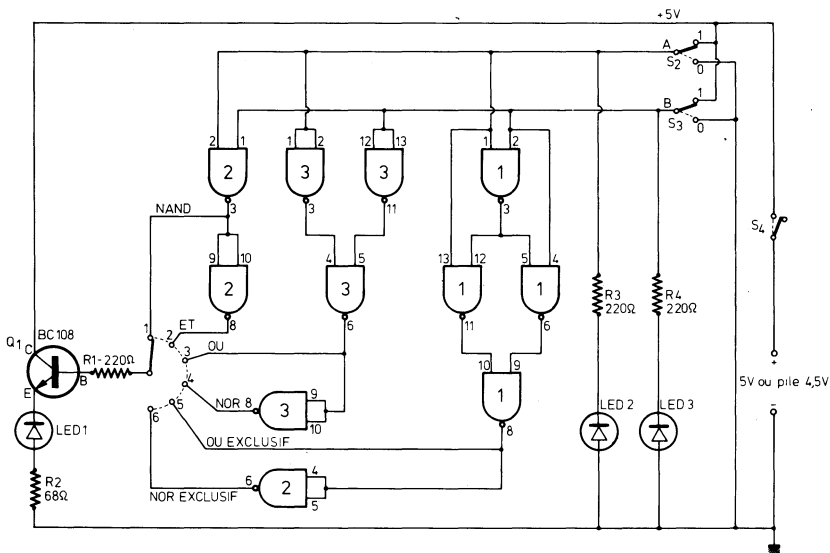 +5V
A
1
S2
0
B
1
S3
0
2 1
2
3
1 2
3
3
12 13
3
11
1 2
1
3
NAND
9 10
2
8
4 5
3
6
13 12
1
11
5 4
1
6
S4
R3
220Ω
R4
220Ω
ET
OU
1
2
3
4
5
6
Q1
BC108
C
B
E
R1-220Ω
LED1
R2
68Ω
NOR 8
3
9
10
10 9
1
8
OU EXCLUSIF
NOR EXCLUSIF
6
2
4
5
LED 2
LED 3
+
5V ou pile 4,5V
-